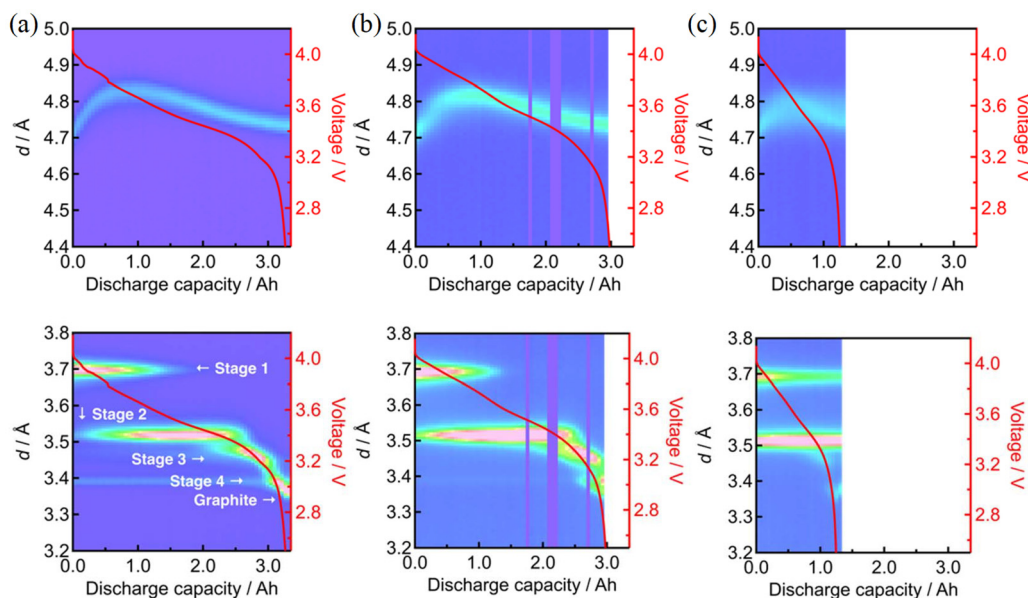 (a)
5.0
4.9
4.8
4.7
4.6
4.5
4.4
d / Å
0.0 1.0 2.0 3.0
Discharge capacity / Ah
4.0
3.6
3.2
2.8
Voltage / V
(b)
5.0
4.9
4.8
4.7
4.6
4.5
4.4
d / Å
0.0 1.0 2.0 3.0
Discharge capacity / Ah
4.0
3.6
3.2
2.8
Voltage / V
(c)
5.0
4.9
4.8
4.7
4.6
4.5
4.4
d / Å
0.0 1.0 2.0 3.0
Discharge capacity / Ah
4.0
3.6
3.2
2.8
Voltage / V
3.8
3.7
3.6
3.5
3.4
3.3
3.2
d / Å
← Stage 1
↓ Stage 2
Stage 3 →
Stage 4 →
Graphite →
0.0 1.0 2.0 3.0
Discharge capacity / Ah
4.0
3.6
3.2
2.8
Voltage / V
3.8
3.7
3.6
3.5
3.4
3.3
3.2
d / Å
0.0 1.0 2.0 3.0
Discharge capacity / Ah
4.0
3.6
3.2
2.8
Voltage / V
3.8
3.7
3.6
3.5
3.4
3.3
3.2
d / Å
0.0 1.0 2.0 3.0
Discharge capacity / Ah
4.0
3.6
3.2
2.8
Voltage / V